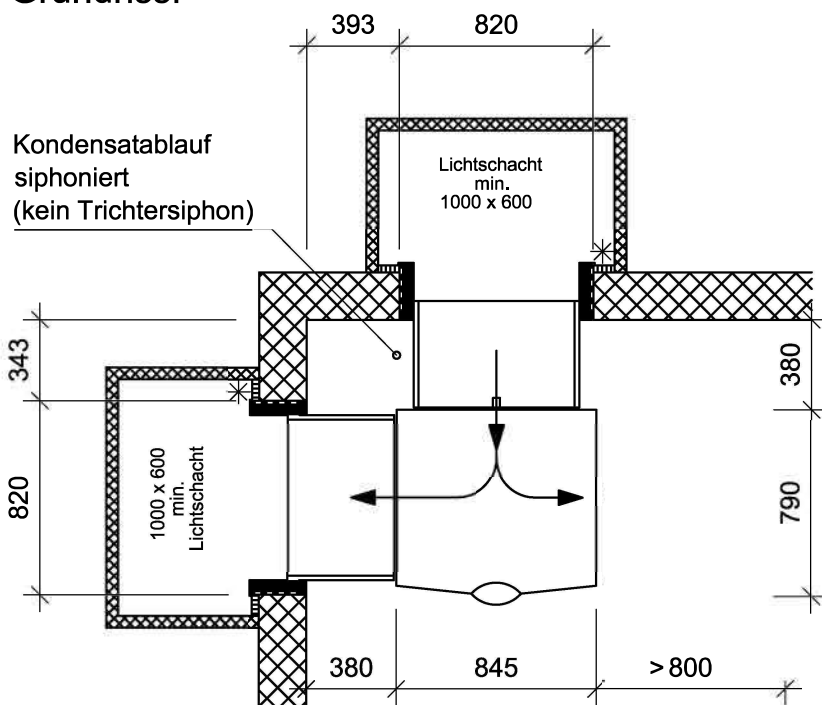 393
820
Kondensatablauf
siphoniert
(kein Trichtersiphon)
Lichtschacht
min.
1000 x 600
343
380
820
1000 x 600
min.
Lichtschacht
790
380
845
>800